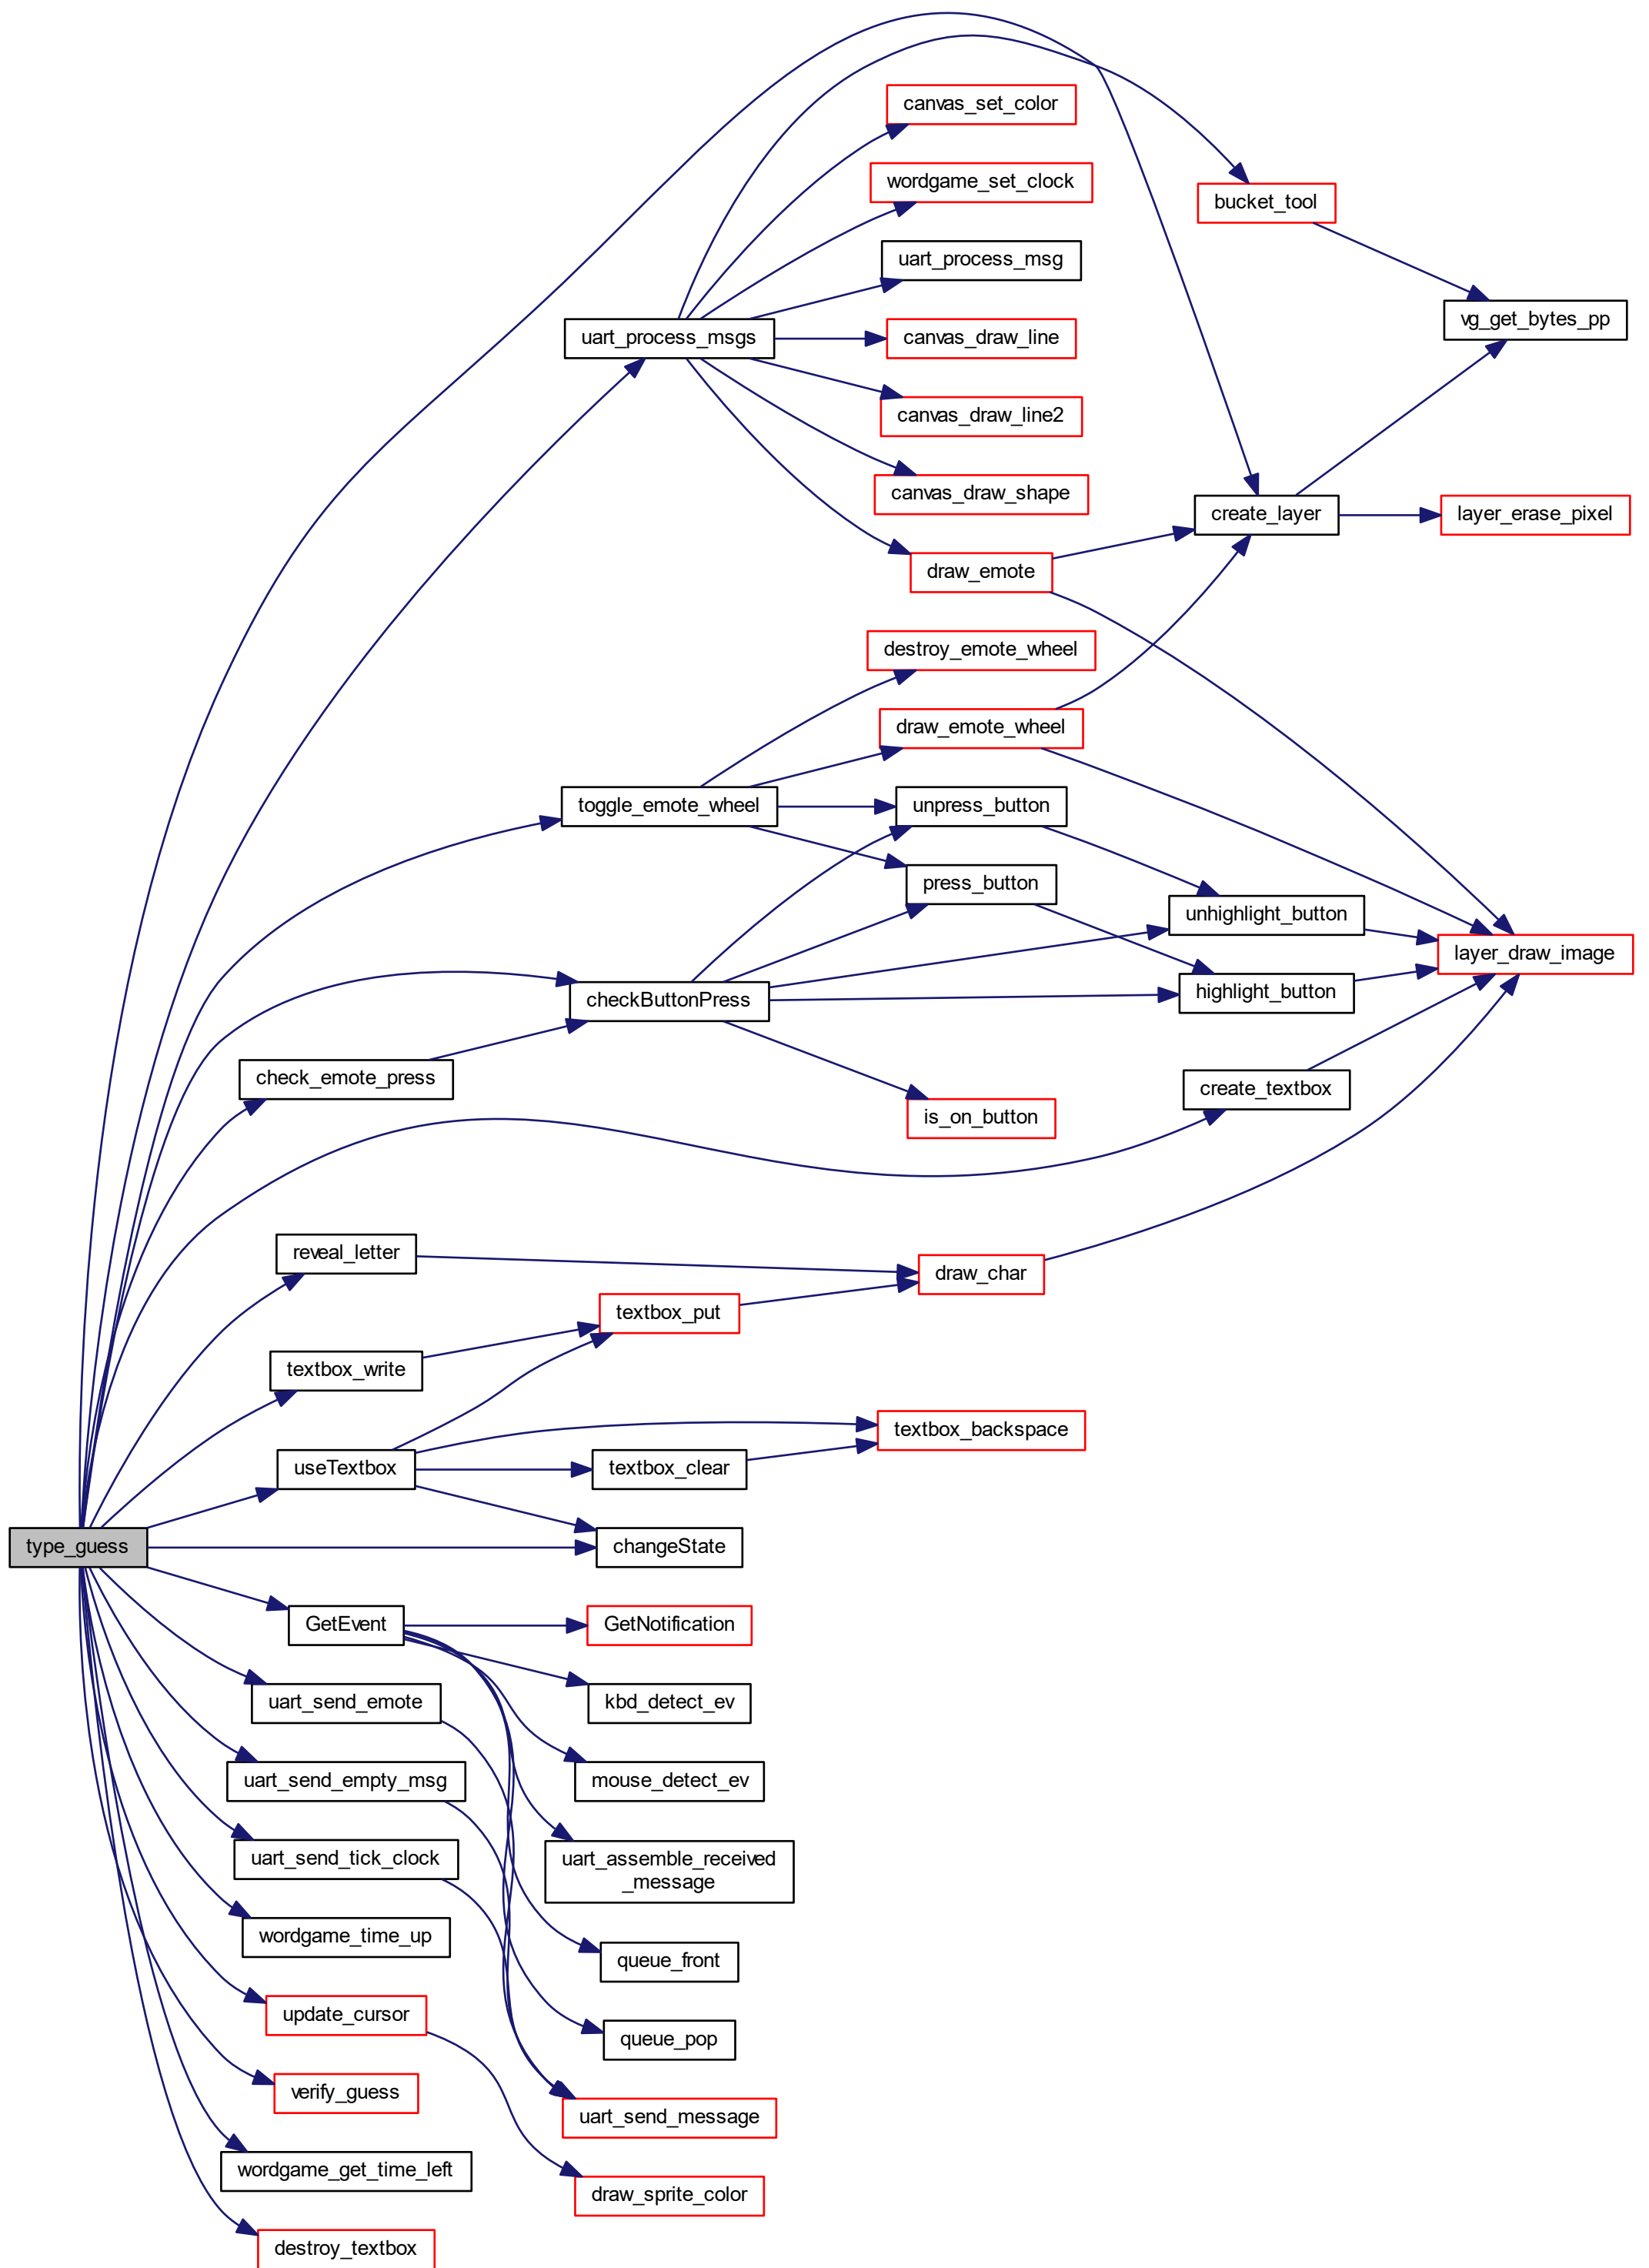 canvas_set_color
wordgame_set_clock
bucket_tool
uart_process_msg
vg_get_bytes_pp
uart_process_msgs
canvas_draw_line
canvas_draw_line2
canvas_draw_shape
create_layer
layer_erase_pixel
draw_emote
destroy_emote_wheel
draw_emote_wheel
toggle_emote_wheel
unpress_button
press_button
unhighlight_button
layer_draw_image
checkButtonPress
highlight_button
check_emote_press
create_textbox
is_on_button
reveal_letter
draw_char
textbox_put
textbox_write
textbox_backspace
useTextbox
textbox_clear
type_guess
changeState
GetEvent
GetNotification
uart_send_emote
kbd_detect_ev
uart_send_empty_msg
mouse_detect_ev
uart_send_tick_clock
uart_assemble_received
_message
wordgame_time_up
queue_front
update_cursor
queue_pop
verify_guess
uart_send_message
wordgame_get_time_left
draw_sprite_color
destroy_textbox